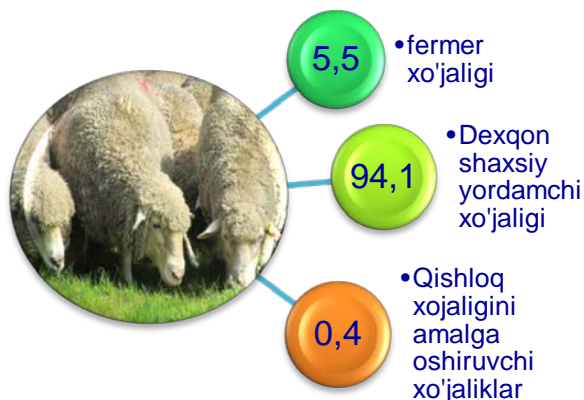 5,5
•fermer
xo'jaligi
94,1
•Dexqon
shaxsiy
yordamchi
xo'jaligi
0,4
•Qishloq
xojaligini
amalga
oshiruvchi
xo'jaliklar